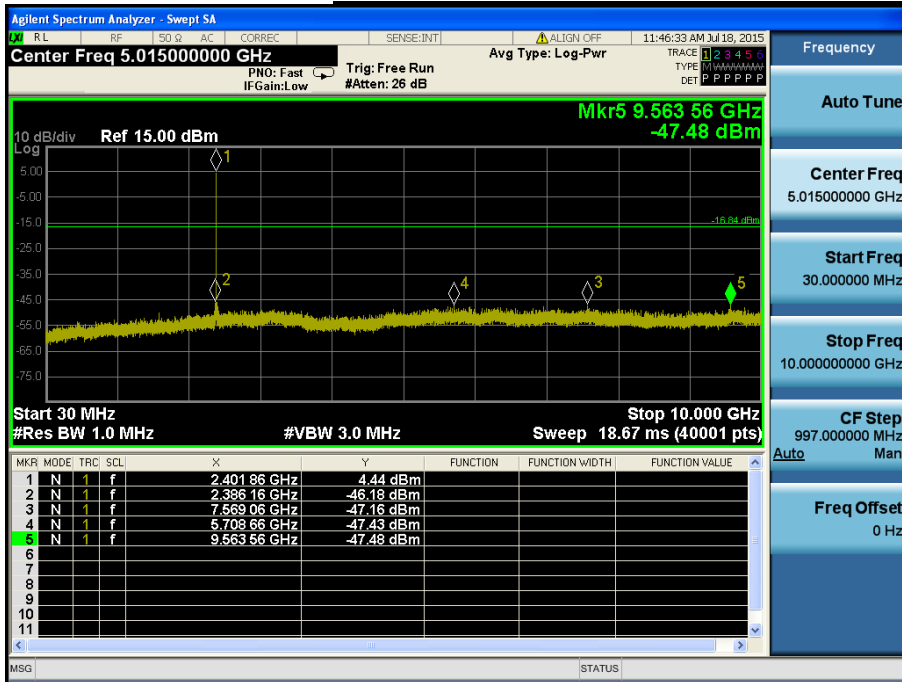 Agilent Spectrum Analyzer - Swept SA
LXI RL RF 50 Ω AC CORREC SENSE:INT ALIGN OFF 11:46:33 AM Jul 18, 2015
Center Freq 5.015000000 GHz
PNO: Fast
IFGain:Low
Trig: Free Run
#Atten: 26 dB
Avg Type: Log-Pwr
TRACE 1 2 3 4 5 6
TYPE MWWWWW
DET P P P P P P
Mkr5 9.563 56 GHz
-47.48 dBm
10 dB/div Ref 15.00 dBm
Log
5.00
-5.00
-15.0
-25.0
-35.0
-45.0
-55.0
-65.0
-75.0
1
-16.84 dBm
2
4
3
5
Start 30 MHz Stop 10.000 GHz
#Res BW 1.0 MHz #VBW 3.0 MHz Sweep 18.67 ms (40001 pts)
MKR MODE TRC SCL X Y FUNCTION FUNCTION WIDTH FUNCTION VALUE
1 N 1 f 2.401 86 GHz 4.44 dBm
2 N 1 f 2.386 16 GHz -46.18 dBm
3 N 1 f 7.569 06 GHz -47.16 dBm
4 N 1 f 5.708 66 GHz -47.43 dBm
5 N 1 f 9.563 56 GHz -47.48 dBm
6
7
8
9
10
11
MSG STATUS
Frequency
Auto Tune
Center Freq
5.015000000 GHz
Start Freq
30.000000 MHz
Stop Freq
10.000000000 GHz
CF Step
997.000000 MHz
Auto Man
Freq Offset
0 Hz